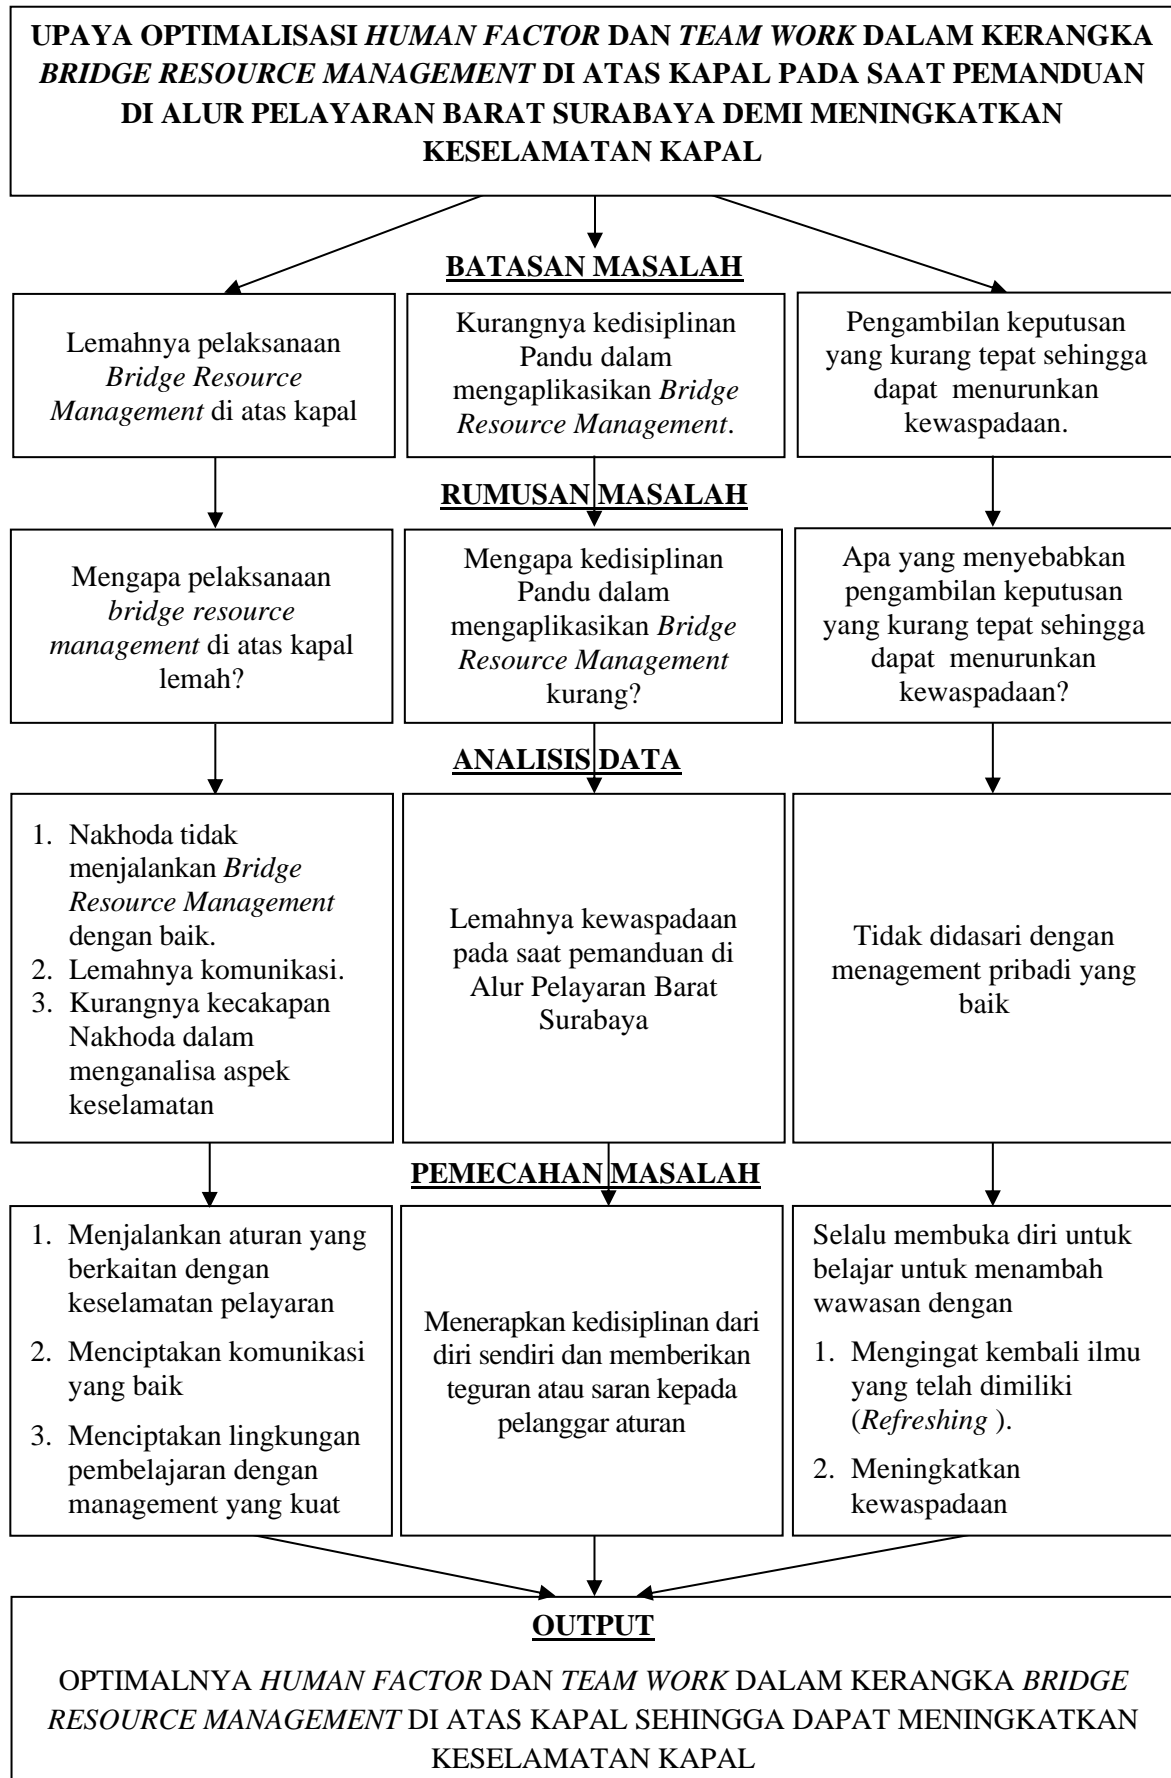 UPAYA OPTIMALISASI HUMAN FACTOR DAN TEAM WORK DALAM KERANGKA
BRIDGE RESOURCE MANAGEMENT DI ATAS KAPAL PADA SAAT PEMANDUAN
DI ALUR PELAYARAN BARAT SURABAYA DEMI MENINGKATKAN
KESELAMATAN KAPAL
BATASAN MASALAH
Lemahnya pelaksanaan
Bridge Resource
Management di atas kapal
Kurangnya kedisiplinan
Pandu dalam
mengaplikasikan Bridge
Resource Management.
Pengambilan keputusan
yang kurang tepat sehingga
dapat menurunkan
kewaspadaan.
RUMUSAN MASALAH
Mengapa pelaksanaan
bridge resource
management di atas kapal
lemah?
Mengapa kedisiplinan
Pandu dalam
mengaplikasikan Bridge
Resource Management
kurang?
Apa yang menyebabkan
pengambilan keputusan
yang kurang tepat sehingga
dapat menurunkan
kewaspadaan?
ANALISIS DATA
1. Nakhoda tidak
menjalankan Bridge
Resource Management
dengan baik.
2. Lemahnya komunikasi.
3. Kurangnya kecakapan
Nakhoda dalam
menganalisa aspek
keselamatan
Lemahnya kewaspadaan
pada saat pemanduan di
Alur Pelayaran Barat
Surabaya
Tidak didasari dengan
menagement pribadi yang
baik
PEMECAHAN MASALAH
1. Menjalankan aturan yang
berkaitan dengan
keselamatan pelayaran
2. Menciptakan komunikasi
yang baik
3. Menciptakan lingkungan
pembelajaran dengan
management yang kuat
Menerapkan kedisiplinan dari
diri sendiri dan memberikan
teguran atau saran kepada
pelanggar aturan
Selalu membuka diri untuk
belajar untuk menambah
wawasan dengan
1. Mengingat kembali ilmu
yang telah dimiliki
(Refreshing ).
2. Meningkatkan
kewaspadaan
OUTPUT
OPTIMALNYA HUMAN FACTOR DAN TEAM WORK DALAM KERANGKA BRIDGE
RESOURCE MANAGEMENT DI ATAS KAPAL SEHINGGA DAPAT MENINGKATKAN
KESELAMATAN KAPAL